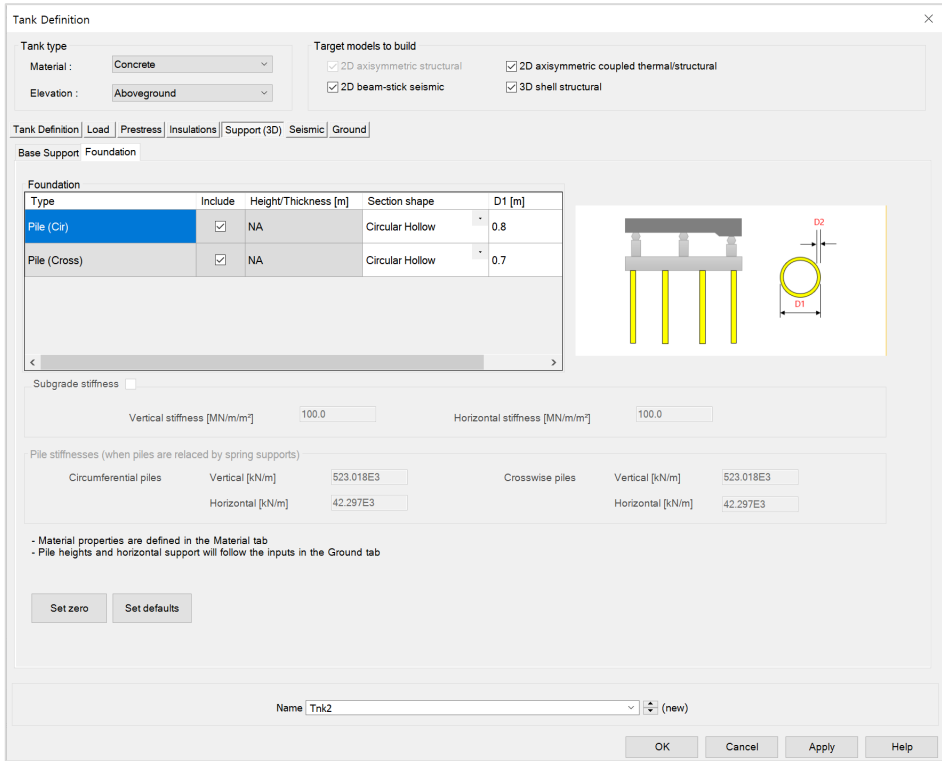 Tank Definition
Tank type
Material :
Concrete
Elevation :
Aboveground
Target models to build
2D axisymmetric structural
2D axisymmetric coupled thermal/structural
2D beam-stick seismic
3D shell structural
Tank Definition Load Prestress Insulations Support (3D) Seismic Ground
Base Support Foundation
Foundation
Type Include Height/Thickness [m] Section shape D1 [m]
Pile (Cir) NA Circular Hollow 0.8
Pile (Cross) NA Circular Hollow 0.7
D2
D1
Subgrade stiffness
Vertical stiffness [MN/m/m²] 100.0 Horizontal stiffness [MN/m/m²] 100.0
Pile stiffnesses (when piles are relaced by spring supports)
Circumferential piles Vertical [kN/m] 523.018E3 Crosswise piles Vertical [kN/m] 523.018E3
Horizontal [kN/m] 42.297E3 Horizontal [kN/m] 42.297E3
- Material properties are defined in the Material tab
- Pile heights and horizontal support will follow the inputs in the Ground tab
Set zero Set defaults
Name Tnk2 (new)
OK Cancel Apply Help